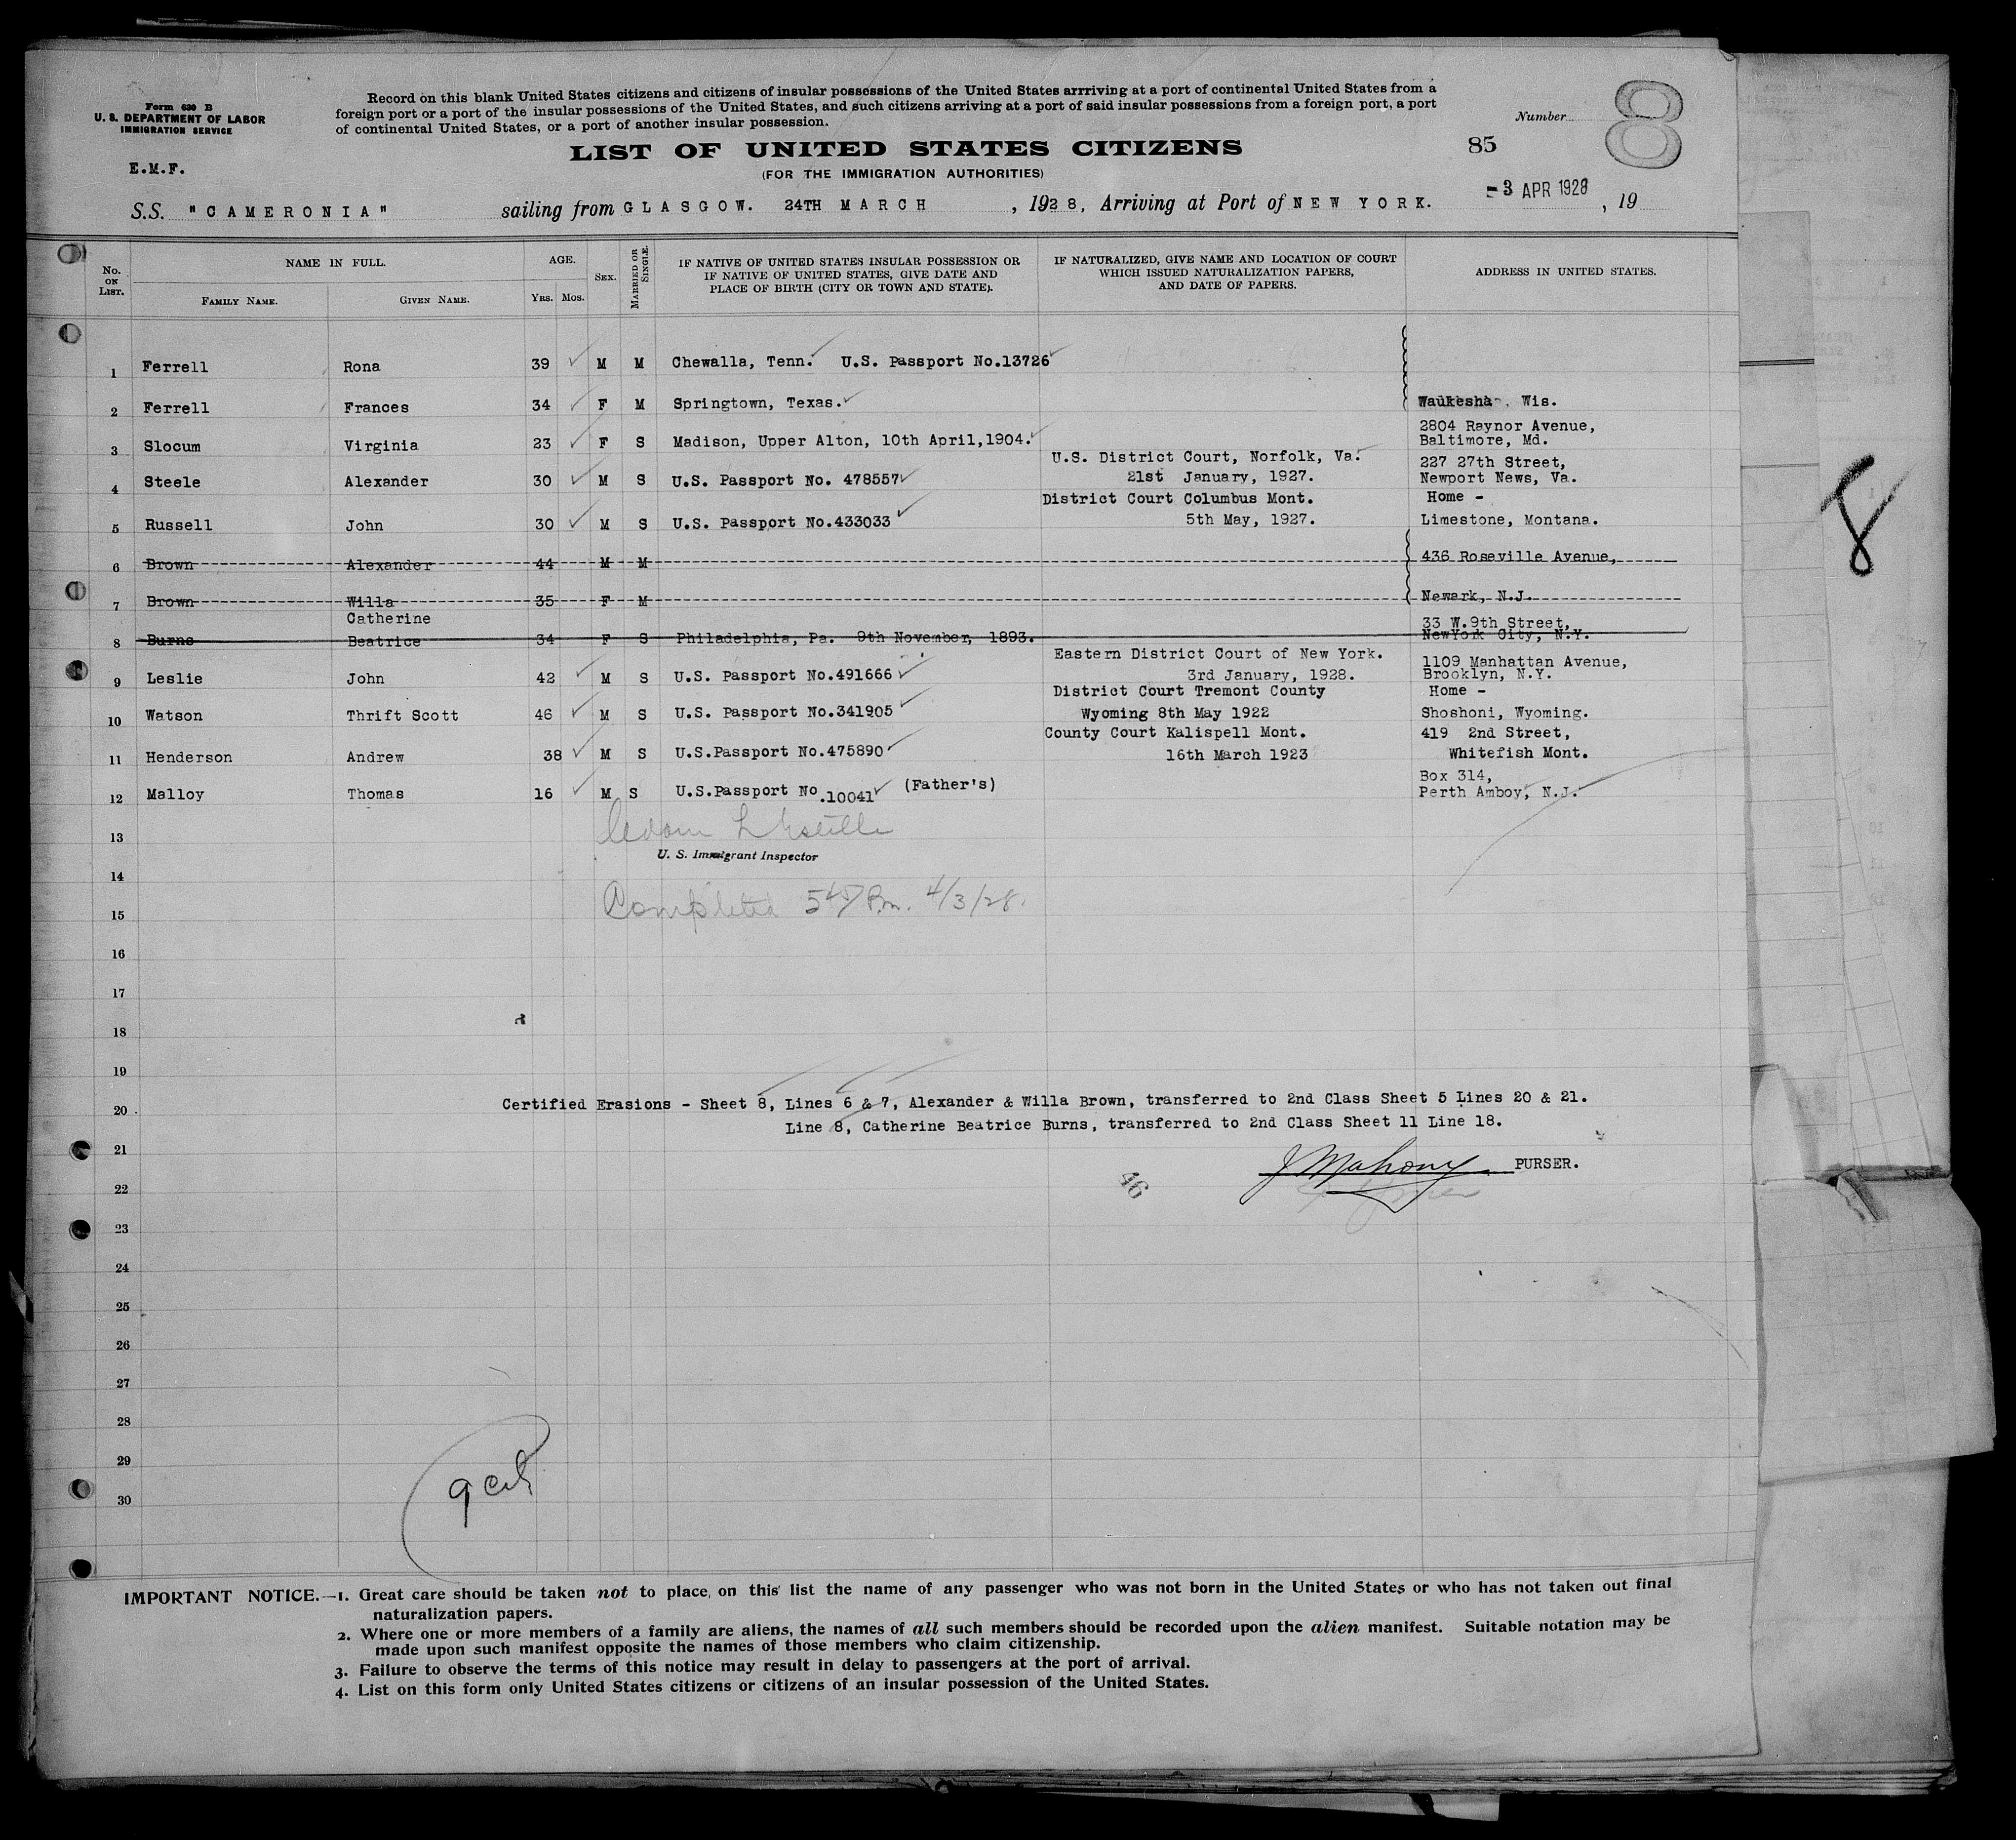 Form 630 B
U. S. DEPARTMENT OF LABOR
IMMIGRATION SERVICE
E.M.F.
Record on this blank United States citizens and citizens of insular possessions of the United States arrriving at a port of continental United States from a
foreign port or a port of the insular possessions of the United States, and such citizens arriving at a port of said insular possessions from a foreign port, a port
of continental United States, or a port of another insular possession.
Number 8
LIST OF UNITED STATES CITIZENS
85
(FOR THE IMMIGRATION AUTHORITIES)
S.S. "CAMERONIA" sailing from GLASGOW. 24TH MARCH, 1928, Arriving at Port of NEW YORK. -3 APR 1928, 19
No. ON LIST.
NAME IN FULL.
FAMILY NAME.
GIVEN NAME.
AGE.
YRS. MOS.
SEX.
MARRIED OR SINGLE.
IF NATIVE OF UNITED STATES INSULAR POSSESSION OR
IF NATIVE OF UNITED STATES, GIVE DATE AND
PLACE OF BIRTH (CITY OR TOWN AND STATE).
IF NATURALIZED, GIVE NAME AND LOCATION OF COURT
WHICH ISSUED NATURALIZATION PAPERS,
AND DATE OF PAPERS.
ADDRESS IN UNITED STATES.
1 Ferrell Rona 39 M M Chewalla, Tenn. U.S. Passport No.13726
2 Ferrell Frances 34 F M Springtown, Texas. Waukesha, Wis.
2804 Raynor Avenue,
3 Slocum Virginia 23 F S Madison, Upper Alton, 10th April,1904. Baltimore, Md.
U.S. District Court, Norfolk, Va. 227 27th Street,
4 Steele Alexander 30 M S U.S. Passport No. 478557 21st January, 1927. Newport News, Va.
District Court Columbus Mont. Home -
5 Russell John 30 M S U.S. Passport No.433033 5th May, 1927. Limestone, Montana.
6 Brown Alexander 44 M M 436 Roseville Avenue,
7 Brown Willa 35 F M Newark, N.J.
Catherine 33 W.9th Street,
8 Burns Beatrice 34 F S Philadelphia, Pa. 9th November, 1893. NewYork City, N.Y.
Eastern District Court of New York. 1109 Manhattan Avenue,
9 Leslie John 42 M S U.S. Passport No.491666 3rd January, 1928. Brooklyn, N.Y.
District Court Tremont County Home -
10 Watson Thrift Scott 46 M S U.S. Passport No.341905 Wyoming 8th May 1922 Shoshoni, Wyoming.
County Court Kalispell Mont. 419 2nd Street,
11 Henderson Andrew 38 M S U.S.Passport No.475890 16th March 1923 Whitefish Mont.
Box 314,
12 Malloy Thomas 16 M S U.S.Passport No.10041 (Father's) Perth Amboy, N.J.
13
U. S. Immigrant Inspector
14
15 Completed 545 Pm. 4/3/28.
16
17
18
19
20 Certified Erasions - Sheet 8, Lines 6 & 7, Alexander & Willa Brown, transferred to 2nd Class Sheet 5 Lines 20 & 21.
Line 8, Catherine Beatrice Burns, transferred to 2nd Class Sheet 11 Line 18.
21
J Mahony PURSER.
46
22
23
24
25
26
27
28
29
30
IMPORTANT NOTICE.—1. Great care should be taken not to place on this list the name of any passenger who was not born in the United States or who has not taken out final
naturalization papers.
2. Where one or more members of a family are aliens, the names of all such members should be recorded upon the alien manifest. Suitable notation may be
made upon such manifest opposite the names of those members who claim citizenship.
3. Failure to observe the terms of this notice may result in delay to passengers at the port of arrival.
4. List on this form only United States citizens or citizens of an insular possession of the United States.
8